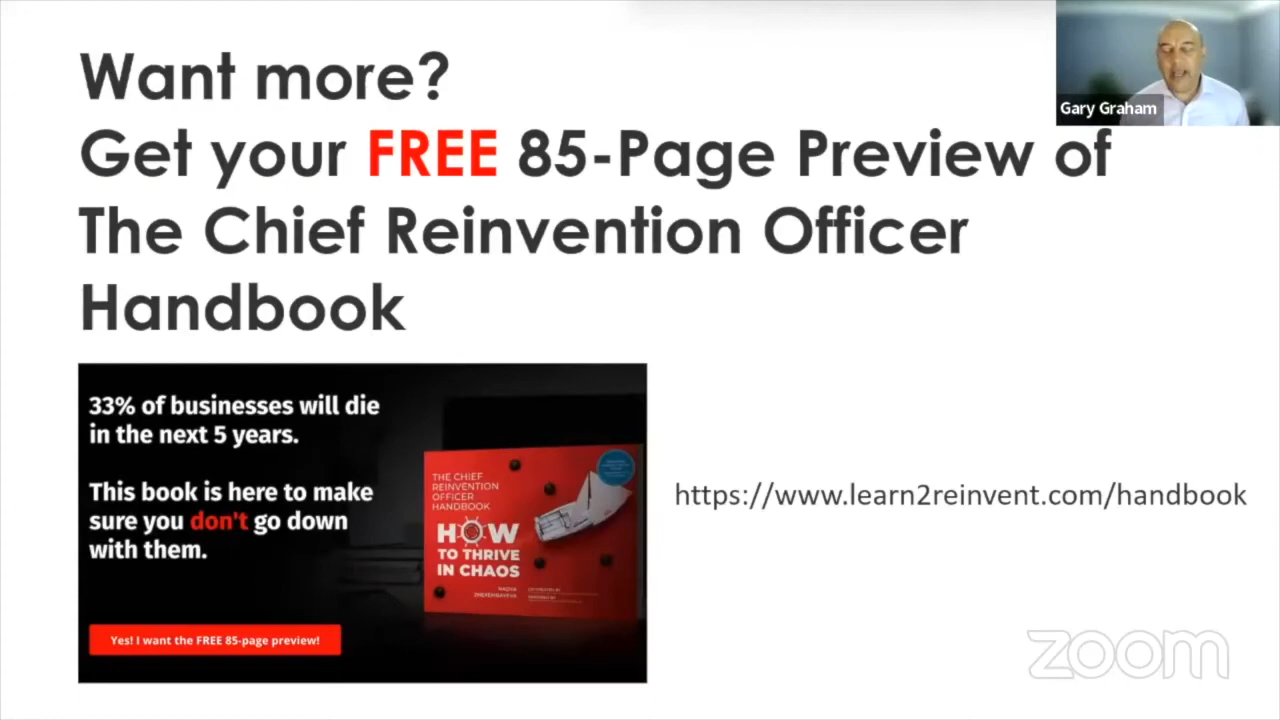 Want more?
Get your FREE 85-Page Preview of
The Chief Reinvention Officer
Handbook
Gary Graham
33% of businesses will die
in the next 5 years.
This book is here to make
sure you don't go down
with them.
Yes! I want the FREE 85-page preview!
THE CHIEF
REINVENTION
OFFICER
HANDBOOK
HOW
TO THRIVE
IN CHAOS
NADYA
ZHEXEMBAYEVA
https://www.learn2reinvent.com/handbook
zoom